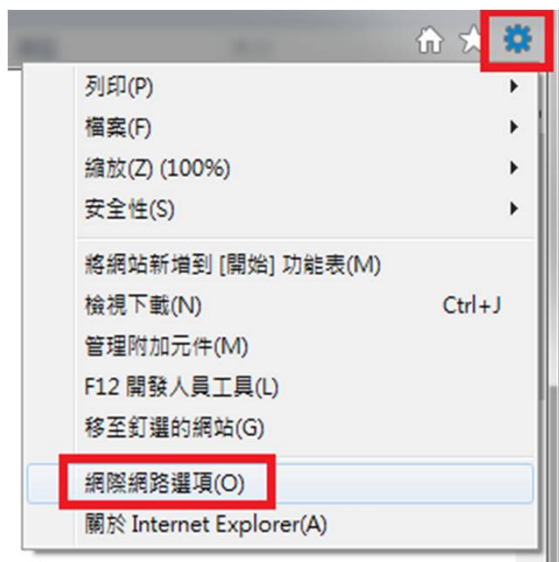 列印(P)
檔案(F)
縮放(Z) (100%)
安全性(S)
將網站新增到 [開始] 功能表(M)
檢視下載(N) Ctrl+J
管理附加元件(M)
F12 開發人員工具(L)
移至釘選的網站(G)
網際網路選項(O)
關於 Internet Explorer(A)